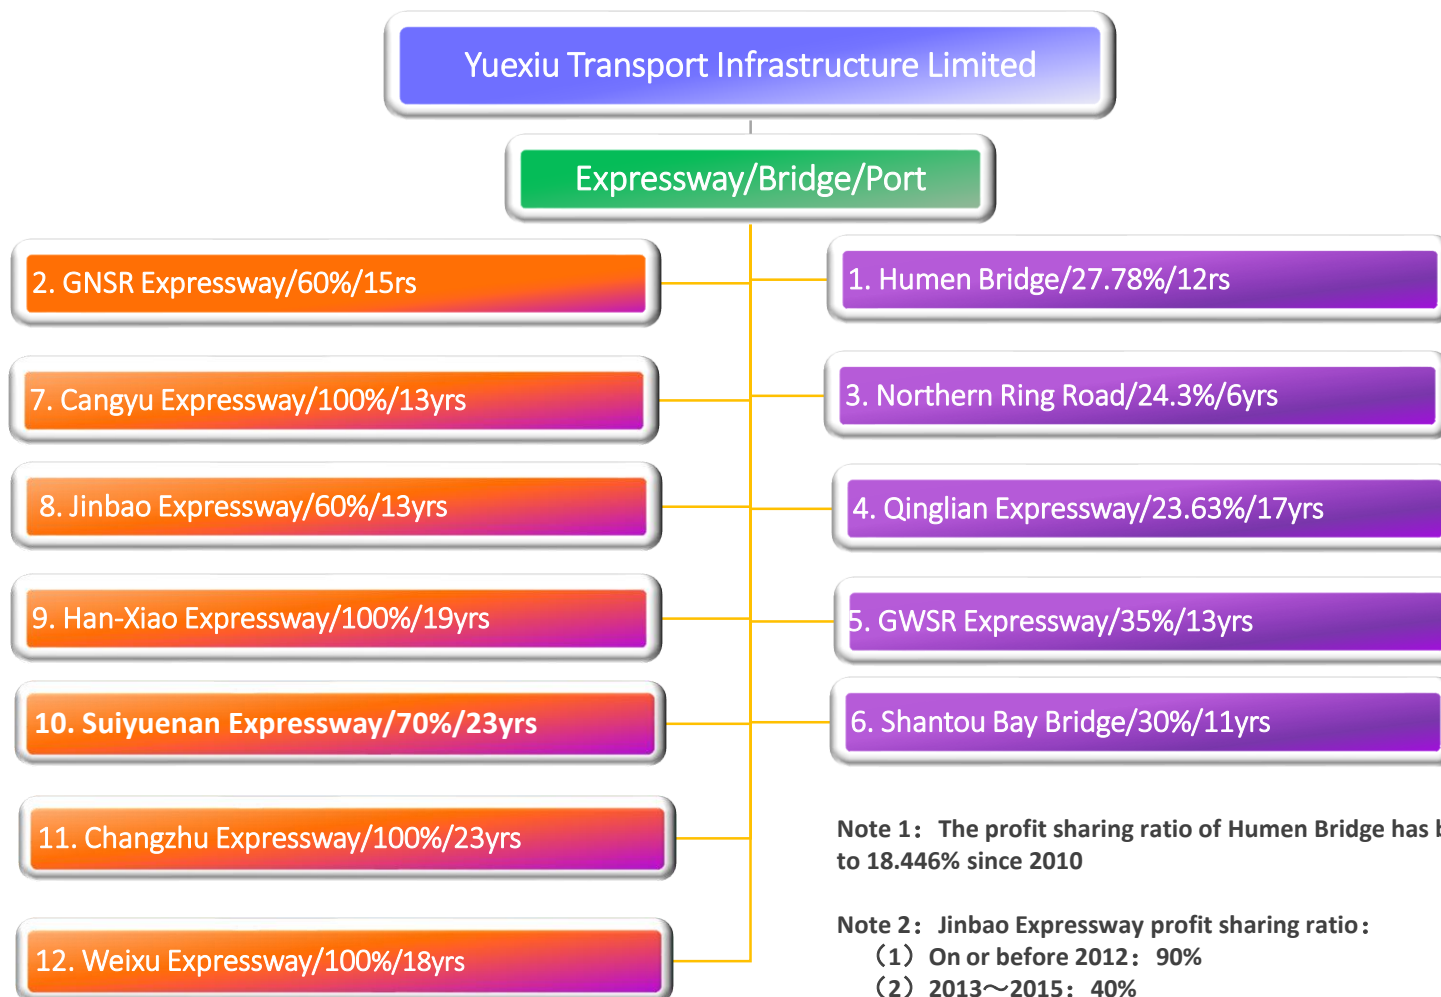 Yuexiu Transport Infrastructure Limited
Expressway/Bridge/Port
2. GNSR Expressway/60%/15rs
7. Cangyu Expressway/100%/13yrs
8. Jinbao Expressway/60%/13yrs
9. Han-Xiao Expressway/100%/19yrs
10. Suiyuenan Expressway/70%/23yrs
11. Changzhu Expressway/100%/23yrs
12. Weixu Expressway/100%/18yrs
1. Humen Bridge/27.78%/12rs
3. Northern Ring Road/24.3%/6yrs
4. Qinglian Expressway/23.63%/17yrs
5. GWSR Expressway/35%/13yrs
6. Shantou Bay Bridge/30%/11yrs
Note 1：The profit sharing ratio of Humen Bridge has
to 18.446% since 2010
Note 2：Jinbao Expressway profit sharing ratio：
（1）On or before 2012：90%
（2）2013～2015：40%